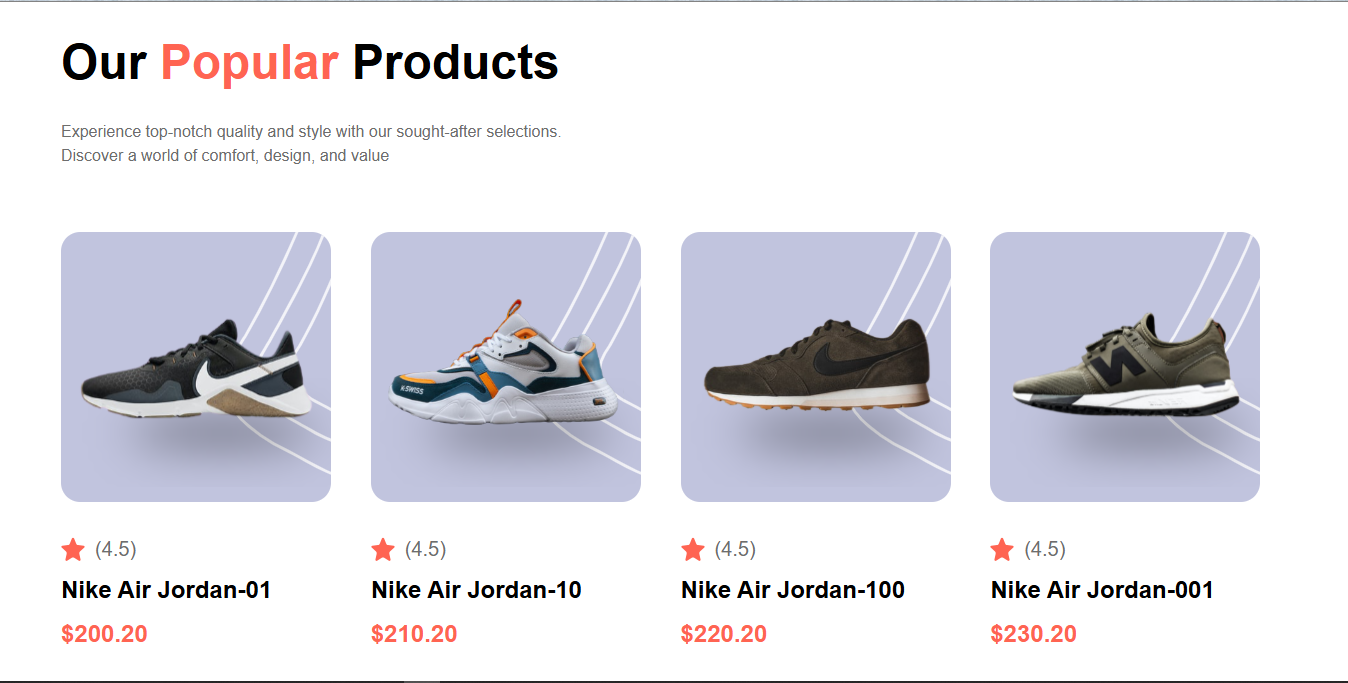 Our Popular Products
Experience top-notch quality and style with our sought-after selections.
Discover a world of comfort, design, and value
K·SWISS
N
(4.5)
(4.5)
(4.5)
(4.5)
Nike Air Jordan-01
Nike Air Jordan-10
Nike Air Jordan-100
Nike Air Jordan-001
$200.20
$210.20
$220.20
$230.20